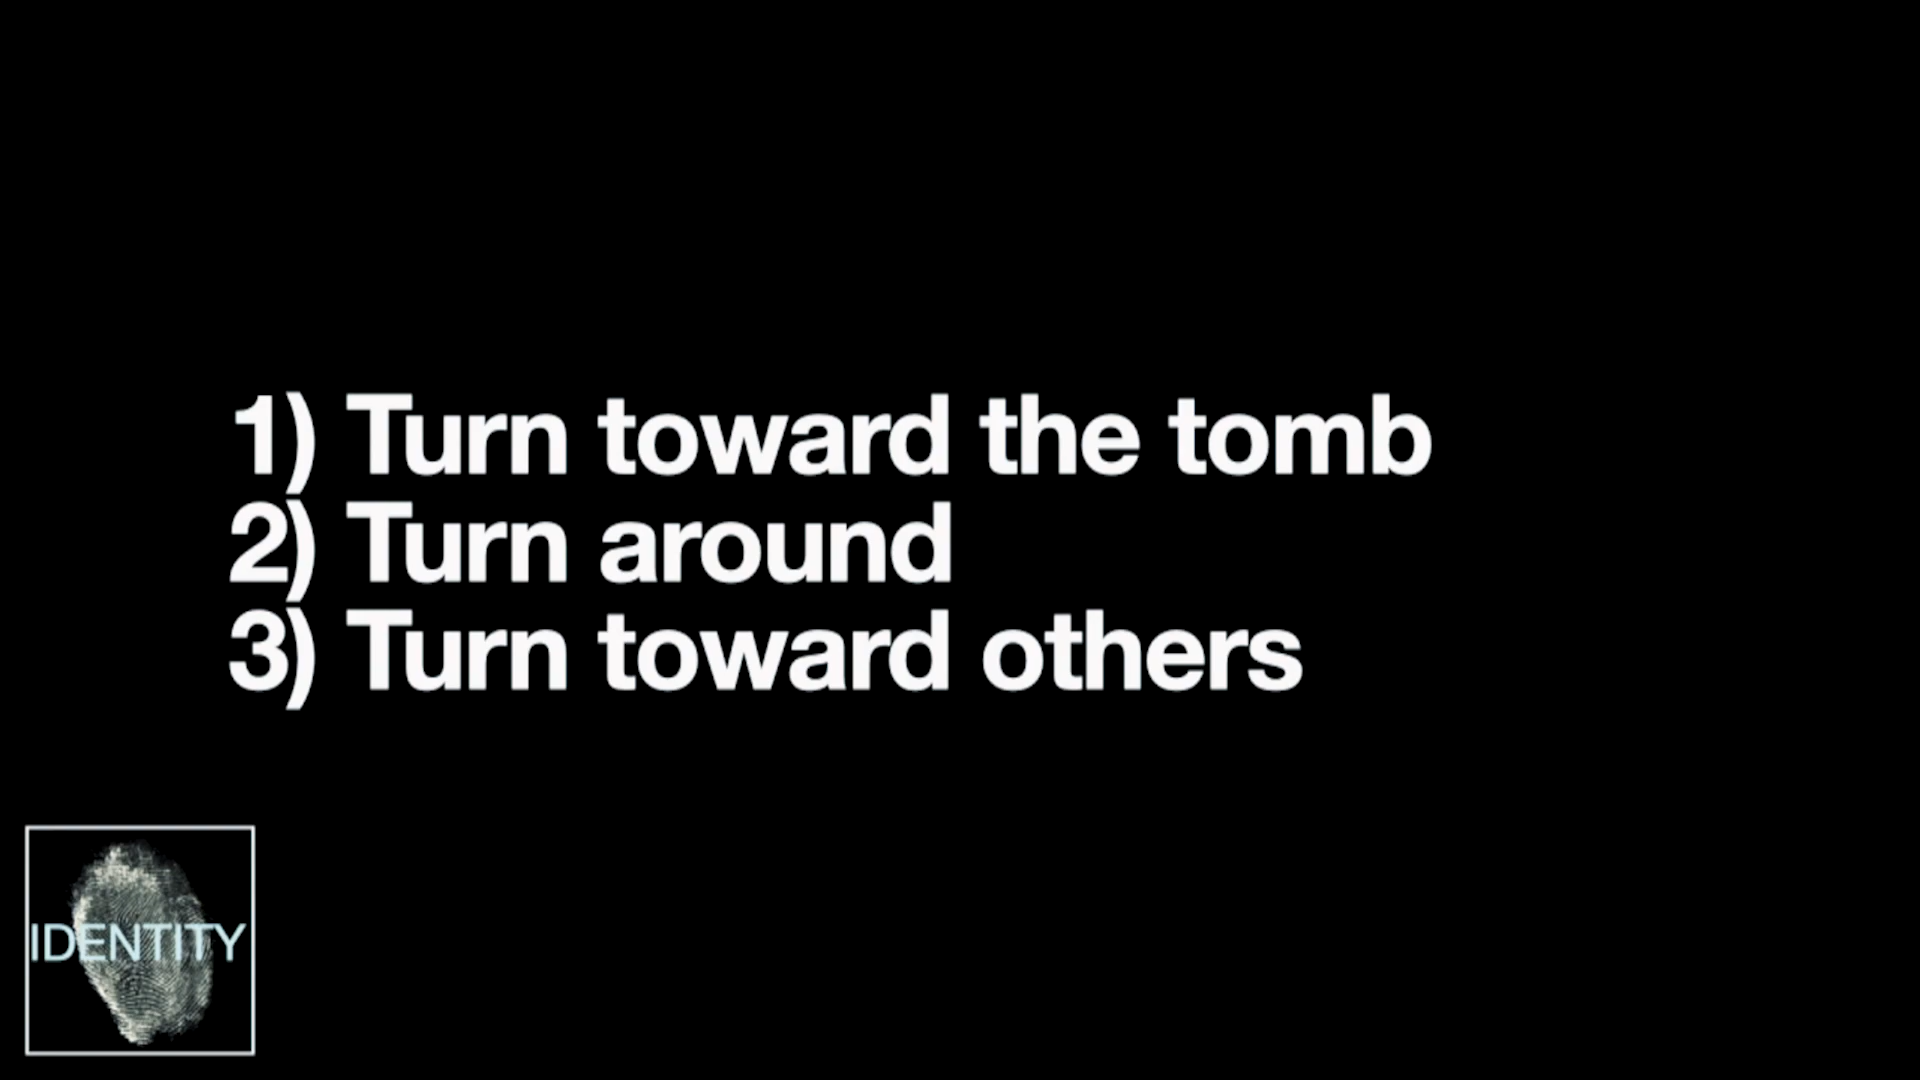 1) Turn toward the tomb
2) Turn around
3) Turn toward others
IDENTITY